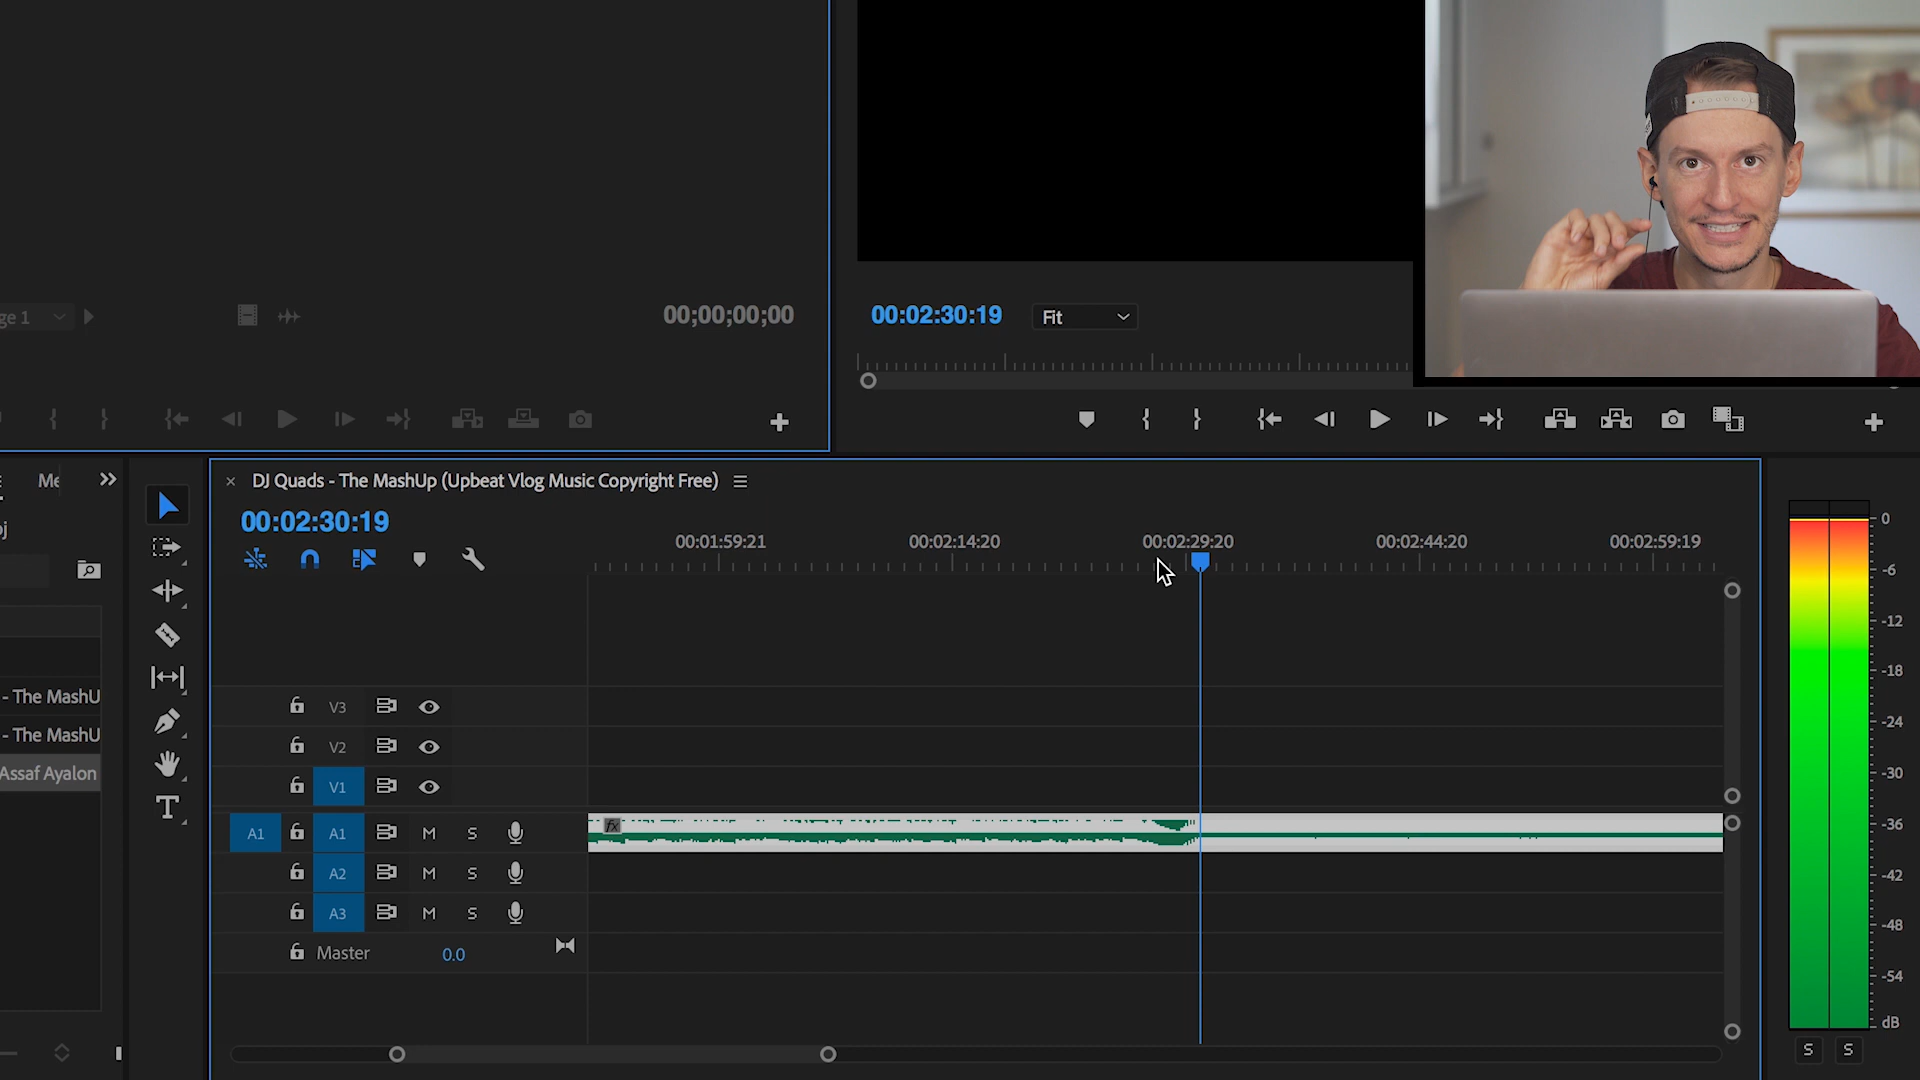 ge 1
00;00;00;00
00:02:30:19
Fit
Me
DJ Quads - The MashUp (Upbeat Vlog Music Copyright Free)
00:02:30:19
00:01:59:21
00:02:14:20
00:02:29:20
00:02:44:20
00:02:59:19
oj
- The MashU
- The MashU
Assaf Ayalon
V3
V2
V1
A1 A1 M S
fx
A2 M S
A3 M S
Master 0.0
0
-6
-12
-18
-24
-30
-36
-42
-48
-54
dB
S S